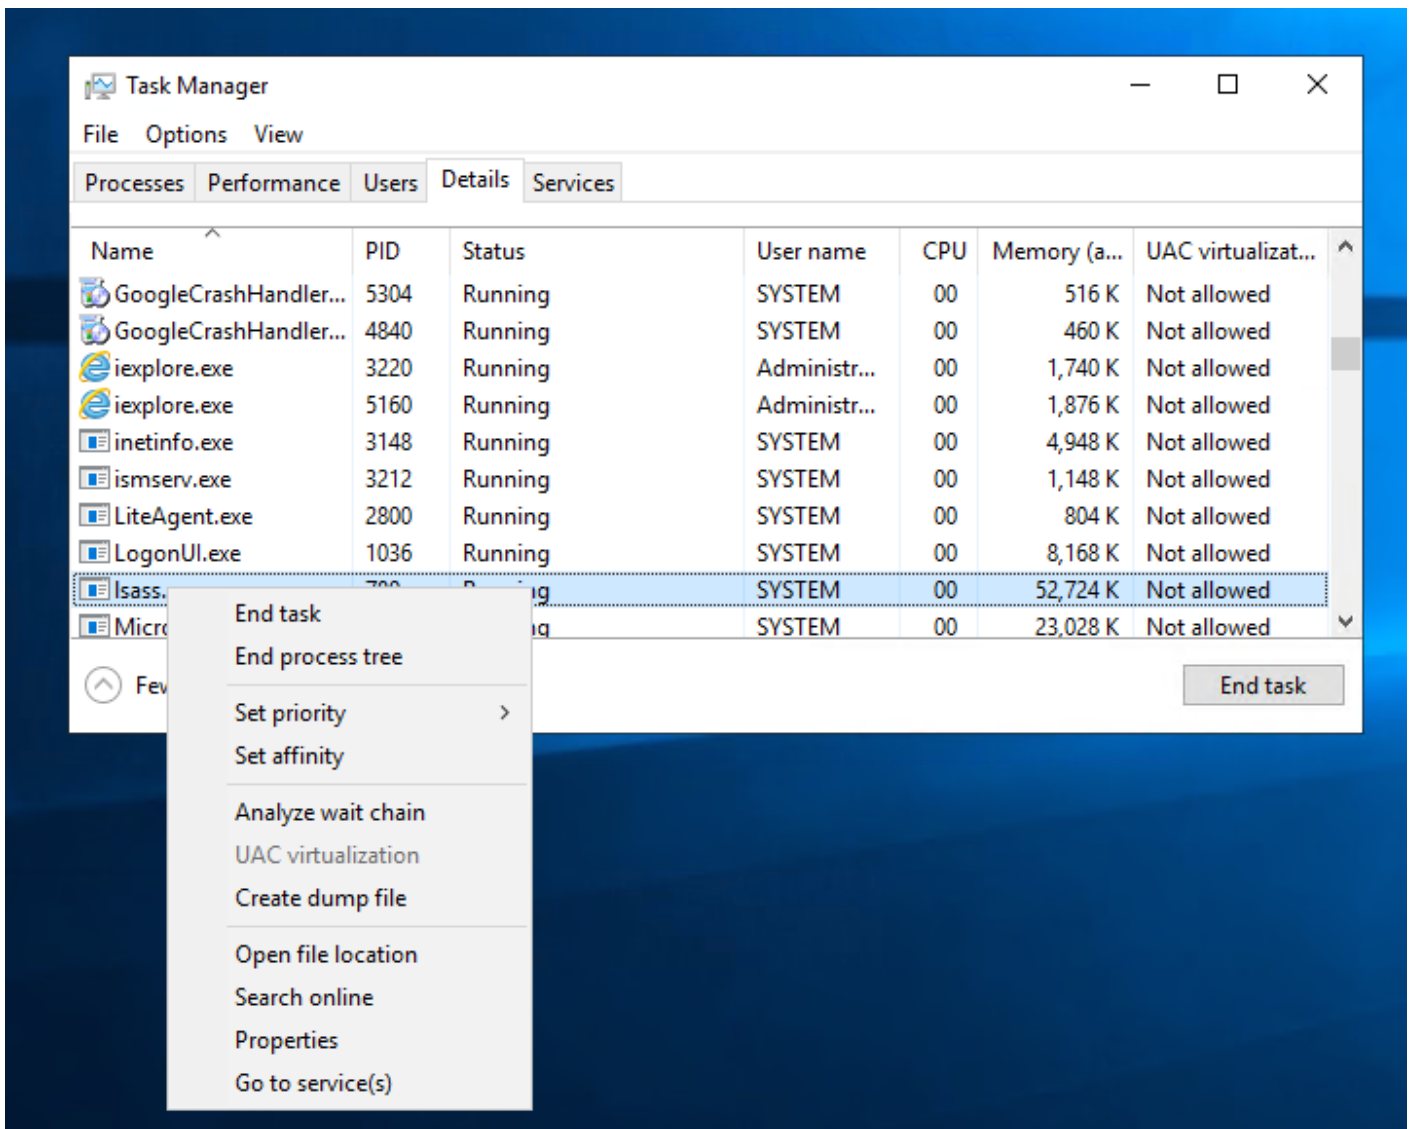 Task Manager
File Options View
Processes Performance Users Details Services
Name PID Status User name CPU Memory (a... UAC virtualizat...
GoogleCrashHandler... 5304 Running SYSTEM 00 516 K Not allowed
GoogleCrashHandler... 4840 Running SYSTEM 00 460 K Not allowed
iexplore.exe 3220 Running Administr... 00 1,740 K Not allowed
iexplore.exe 5160 Running Administr... 00 1,876 K Not allowed
inetinfo.exe 3148 Running SYSTEM 00 4,948 K Not allowed
ismserv.exe 3212 Running SYSTEM 00 1,148 K Not allowed
LiteAgent.exe 2800 Running SYSTEM 00 804 K Not allowed
LogonUI.exe 1036 Running SYSTEM 00 8,168 K Not allowed
lsass. SYSTEM 00 52,724 K Not allowed
Micro SYSTEM 00 23,028 K Not allowed
Few
End task
End task
End process tree
Set priority
Set affinity
Analyze wait chain
UAC virtualization
Create dump file
Open file location
Search online
Properties
Go to service(s)